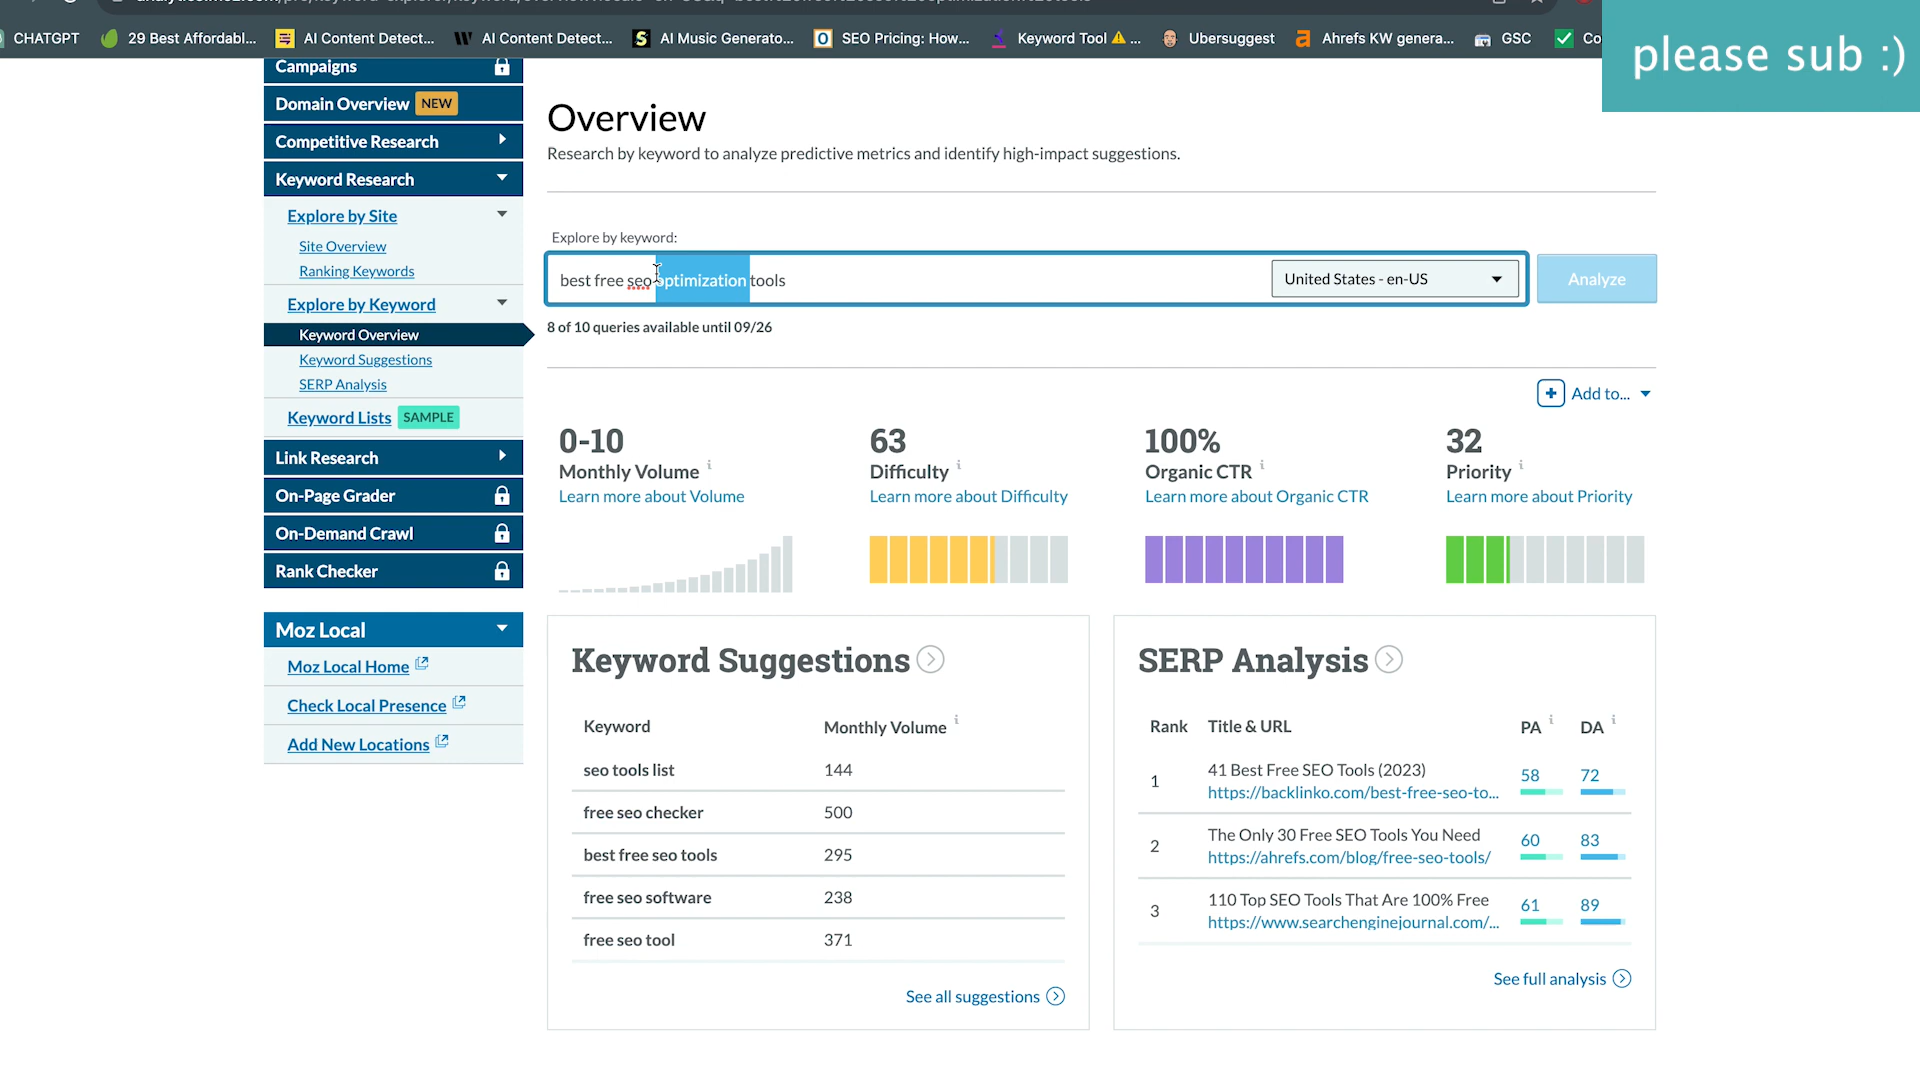 CHATGPT
29 Best Affordabl...
AI Content Detect...
AI Content Detect...
AI Music Generato...
SEO Pricing: How...
Keyword Tool ...
Ubersuggest
Ahrefs KW genera...
GSC
Co
please sub :)
Campaigns
Domain Overview NEW
Competitive Research
Keyword Research
Explore by Site
Site Overview
Ranking Keywords
Explore by Keyword
Keyword Overview
Keyword Suggestions
SERP Analysis
Keyword Lists SAMPLE
Link Research
On-Page Grader
On-Demand Crawl
Rank Checker
Moz Local
Moz Local Home
Check Local Presence
Add New Locations
Overview
Research by keyword to analyze predictive metrics and identify high-impact suggestions.
Explore by keyword:
best free seo optimization tools
United States - en-US
Analyze
8 of 10 queries available until 09/26
Add to...
0-10
Monthly Volume
Learn more about Volume
63
Difficulty
Learn more about Difficulty
100%
Organic CTR
Learn more about Organic CTR
32
Priority
Learn more about Priority
Keyword Suggestions
Keyword Monthly Volume
seo tools list 144
free seo checker 500
best free seo tools 295
free seo software 238
free seo tool 371
See all suggestions
SERP Analysis
Rank Title & URL PA DA
1 41 Best Free SEO Tools (2023) 58 72
https://backlinko.com/best-free-seo-to...
2 The Only 30 Free SEO Tools You Need 60 83
https://ahrefs.com/blog/free-seo-tools/
3 110 Top SEO Tools That Are 100% Free 61 89
https://www.searchenginejournal.com/...
See full analysis